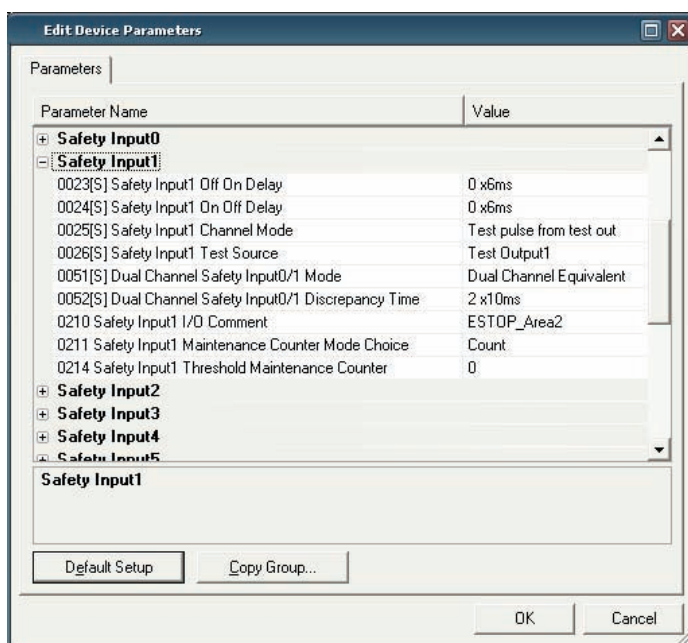 Edit Device Parameters
Parameters
Parameter Name Value
Safety Input0
Safety Input1
0023[S] Safety Input1 Off On Delay 0 x6ms
0024[S] Safety Input1 On Off Delay 0 x6ms
0025[S] Safety Input1 Channel Mode Test pulse from test out
0026[S] Safety Input1 Test Source Test Output1
0051[S] Dual Channel Safety Input0/1 Mode Dual Channel Equivalent
0052[S] Dual Channel Safety Input0/1 Discrepancy Time 2 x10ms
0210 Safety Input1 I/O Comment ESTOP_Area2
0211 Safety Input1 Maintenance Counter Mode Choice Count
0214 Safety Input1 Threshold Maintenance Counter 0
Safety Input2
Safety Input3
Safety Input4
Safety Input5
Safety Input1
Default Setup Copy Group...
OK Cancel